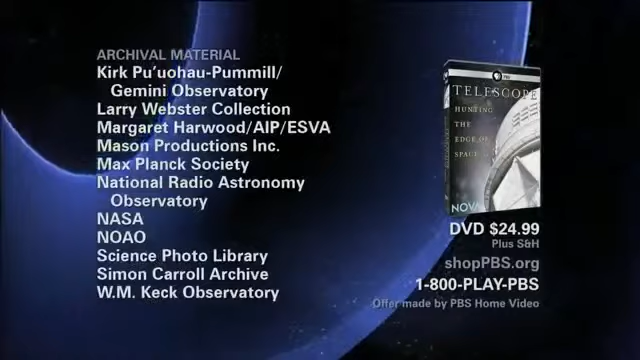 ARCHIVAL MATERIAL
Kirk Pu'uohau-Pummill/
Gemini Observatory
Larry Webster Collection
Margaret Harwood/AIP/ESVA
Mason Productions Inc.
Max Planck Society
National Radio Astronomy
Observatory
NASA
NOAO
Science Photo Library
Simon Carroll Archive
W.M. Keck Observatory
PBS
TELESCOPE
HUNTING
THE
EDGE OF
SPACE
NOVA
DVD $24.99
Plus S&H
shopPBS.org
1-800-PLAY-PBS
Offer made by PBS Home Video